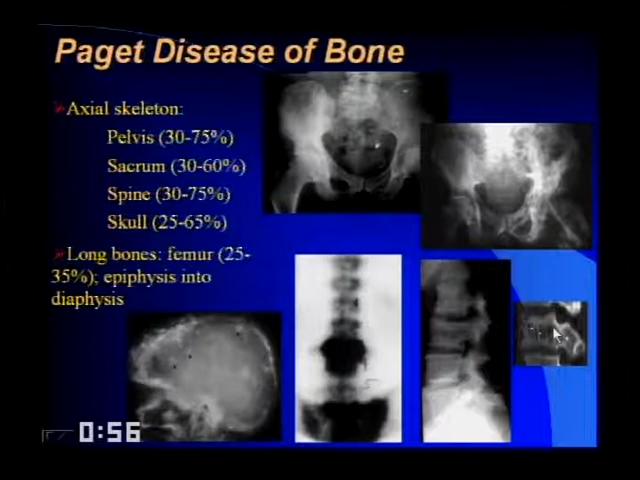 Paget Disease of Bone
Axial skeleton:
Pelvis (30-75%)
Sacrum (30-60%)
Spine (30-75%)
Skull (25-65%)
Long bones: femur (25-
35%); epiphysis into
diaphysis
0:56